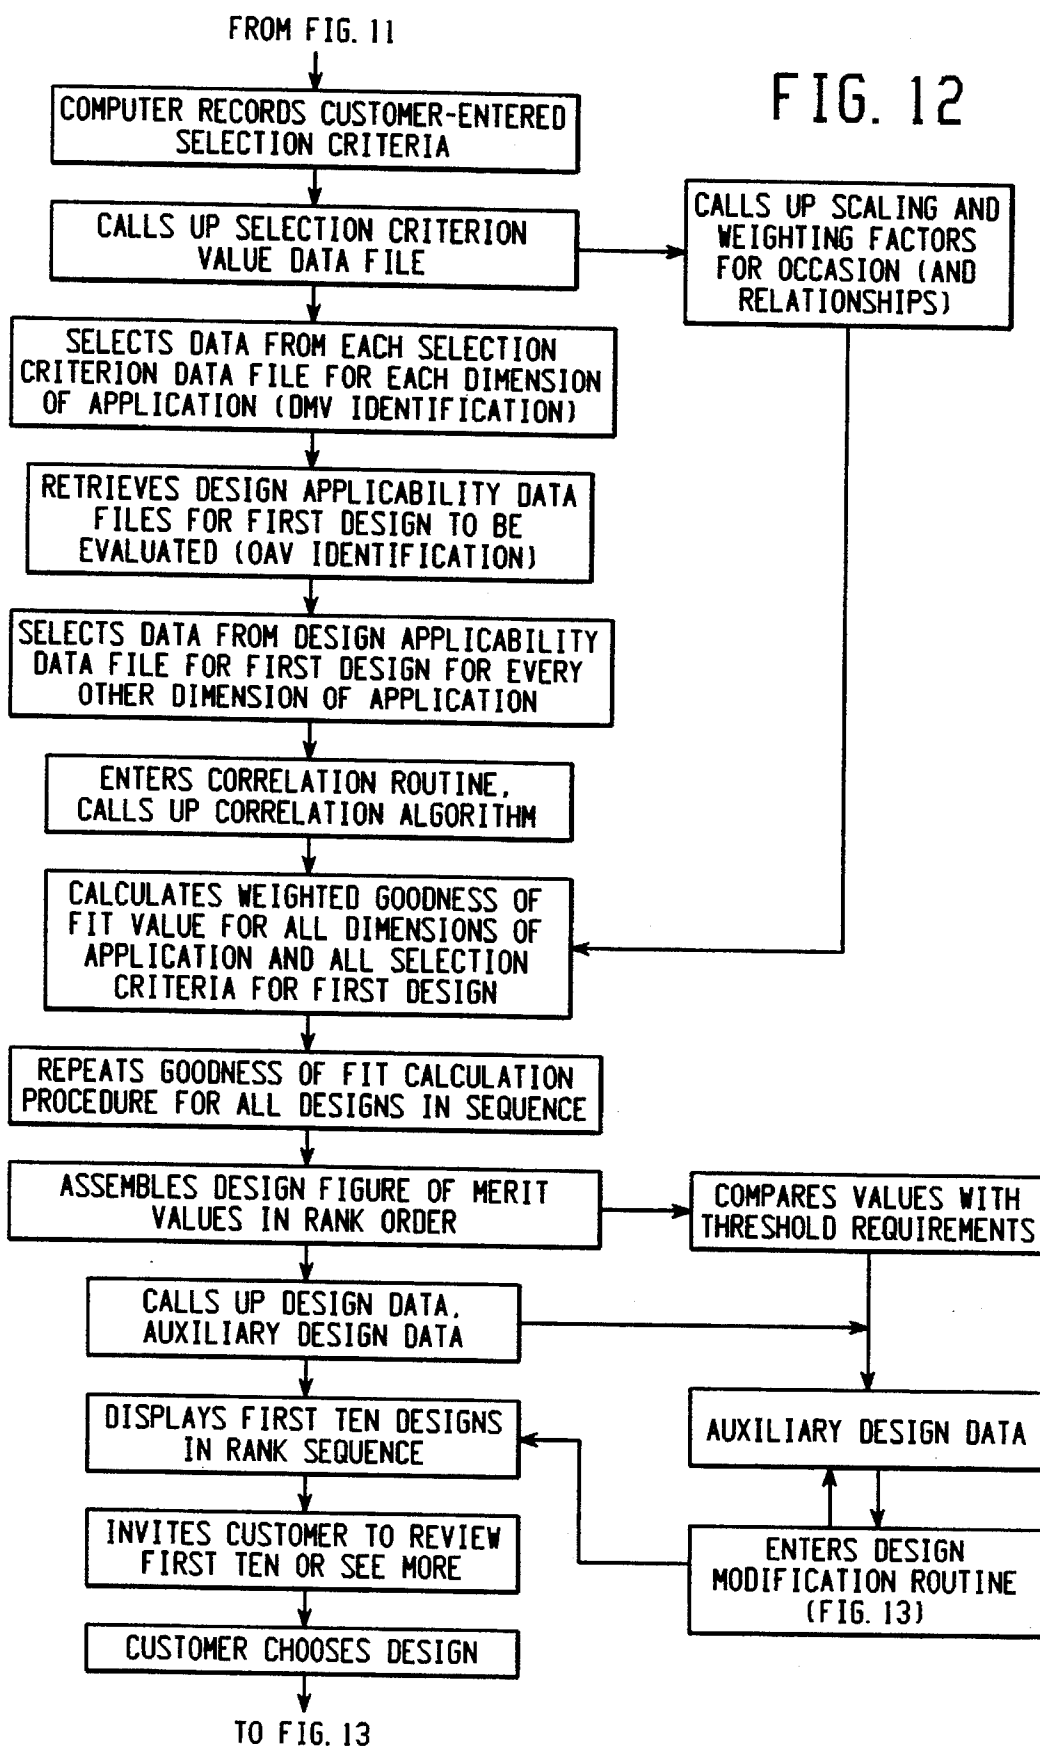 FROM FIG. 11
FIG. 12
COMPUTER RECORDS CUSTOMER-ENTERED
SELECTION CRITERIA
CALLS UP SELECTION CRITERION
VALUE DATA FILE
CALLS UP SCALING AND
WEIGHTING FACTORS
FOR OCCASION (AND
RELATIONSHIPS)
SELECTS DATA FROM EACH SELECTION
CRITERION DATA FILE FOR EACH DIMENSION
OF APPLICATION (DMV IDENTIFICATION)
RETRIEVES DESIGN APPLICABILITY DATA
FILES FOR FIRST DESIGN TO BE
EVALUATED (OAV IDENTIFICATION)
SELECTS DATA FROM DESIGN APPLICABILITY
DATA FILE FOR FIRST DESIGN FOR EVERY
OTHER DIMENSION OF APPLICATION
ENTERS CORRELATION ROUTINE,
CALLS UP CORRELATION ALGORITHM
CALCULATES WEIGHTED GOODNESS OF
FIT VALUE FOR ALL DIMENSIONS OF
APPLICATION AND ALL SELECTION
CRITERIA FOR FIRST DESIGN
REPEATS GOODNESS OF FIT CALCULATION
PROCEDURE FOR ALL DESIGNS IN SEQUENCE
ASSEMBLES DESIGN FIGURE OF MERIT
VALUES IN RANK ORDER
COMPARES VALUES WITH
THRESHOLD REQUIREMENTS
CALLS UP DESIGN DATA,
AUXILIARY DESIGN DATA
DISPLAYS FIRST TEN DESIGNS
IN RANK SEQUENCE
AUXILIARY DESIGN DATA
INVITES CUSTOMER TO REVIEW
FIRST TEN OR SEE MORE
ENTERS DESIGN
MODIFICATION ROUTINE
(FIG. 13)
CUSTOMER CHOOSES DESIGN
TO FIG. 13